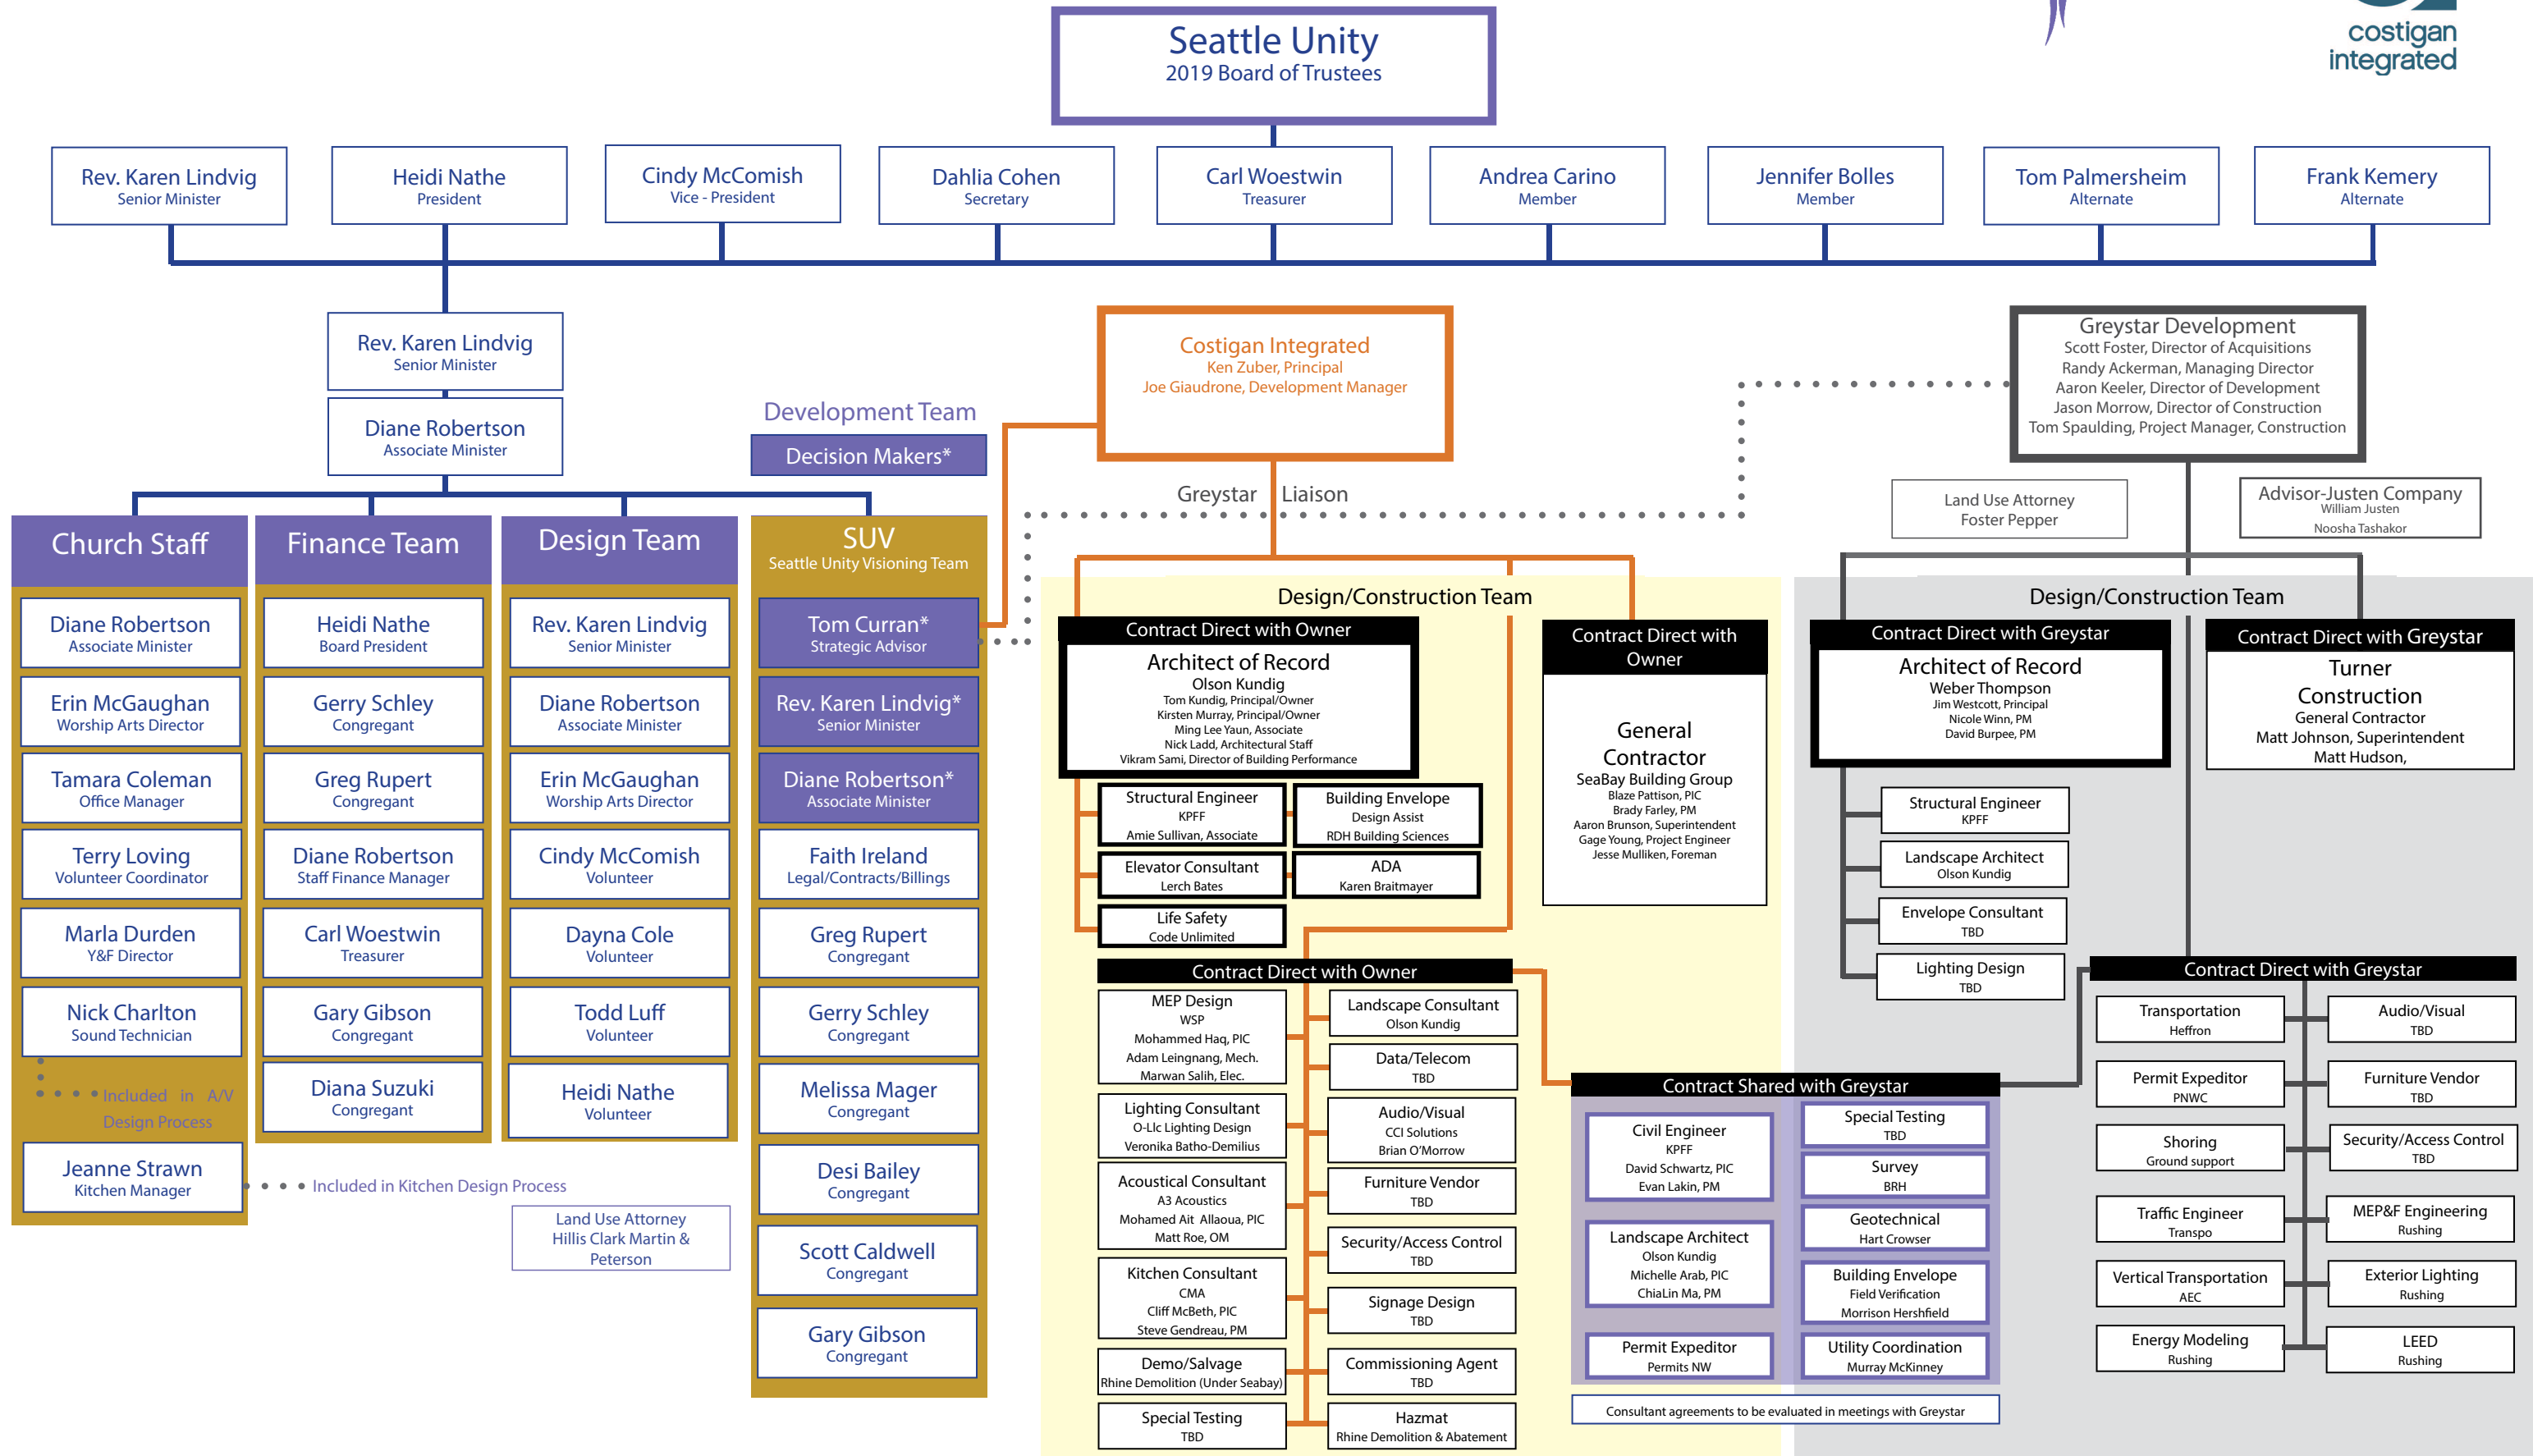 costigan
integrated
Seattle Unity
2019 Board of Trustees
Rev. Karen Lindvig
Senior Minister
Heidi Nathe
President
Cindy McComish
Vice - President
Dahlia Cohen
Secretary
Carl Woestwin
Treasurer
Andrea Carino
Member
Jennifer Bolles
Member
Tom Palmersheim
Alternate
Frank Kemery
Alternate
Rev. Karen Lindvig
Senior Minister
Diane Robertson
Associate Minister
Development Team
Decision Makers*
Costigan Integrated
Ken Zuber, Principal
Joe Giaudrone, Development Manager
Greystar Liaison
Greystar Development
Scott Foster, Director of Acquisitions
Randy Ackerman, Managing Director
Aaron Keeler, Director of Development
Jason Morrow, Director of Construction
Tom Spaulding, Project Manager, Construction
Land Use Attorney
Foster Pepper
Advisor-Justen Company
William Justen
Noosha Tashakor
Church Staff
Diane Robertson
Associate Minister
Erin McGaughan
Worship Arts Director
Tamara Coleman
Office Manager
Terry Loving
Volunteer Coordinator
Marla Durden
Y&F Director
Nick Charlton
Sound Technician
Included in A/V
Design Process
Jeanne Strawn
Kitchen Manager
Included in Kitchen Design Process
Finance Team
Heidi Nathe
Board President
Gerry Schley
Congregant
Greg Rupert
Congregant
Diane Robertson
Staff Finance Manager
Carl Woestwin
Treasurer
Gary Gibson
Congregant
Diana Suzuki
Congregant
Design Team
Rev. Karen Lindvig
Senior Minister
Diane Robertson
Associate Minister
Erin McGaughan
Worship Arts Director
Cindy McComish
Volunteer
Dayna Cole
Volunteer
Todd Luff
Volunteer
Heidi Nathe
Volunteer
Land Use Attorney
Hillis Clark Martin &
Peterson
SUV
Seattle Unity Visioning Team
Tom Curran*
Strategic Advisor
Rev. Karen Lindvig*
Senior Minister
Diane Robertson*
Associate Minister
Faith Ireland
Legal/Contracts/Billings
Greg Rupert
Congregant
Gerry Schley
Congregant
Melissa Mager
Congregant
Desi Bailey
Congregant
Scott Caldwell
Congregant
Gary Gibson
Congregant
Design/Construction Team
Contract Direct with Owner
Architect of Record
Olson Kundig
Tom Kundig, Principal/Owner
Kirsten Murray, Principal/Owner
Ming Lee Yaun, Associate
Nick Ladd, Architectural Staff
Vikram Sami, Director of Building Performance
Structural Engineer
KPFF
Amie Sullivan, Associate
Building Envelope
Design Assist
RDH Building Sciences
Elevator Consultant
Lerch Bates
ADA
Karen Braitmayer
Life Safety
Code Unlimited
Contract Direct with
Owner
General
Contractor
SeaBay Building Group
Blaze Pattison, PIC
Brady Farley, PM
Aaron Brunson, Superintendent
Gage Young, Project Engineer
Jesse Mulliken, Foreman
Contract Direct with Owner
MEP Design
WSP
Mohammed Haq, PIC
Adam Leingnang, Mech.
Marwan Salih, Elec.
Lighting Consultant
O-Llc Lighting Design
Veronika Batho-Demilius
Acoustical Consultant
A3 Acoustics
Mohamed Ait Allaoua, PIC
Matt Roe, OM
Kitchen Consultant
CMA
Cliff McBeth, PIC
Steve Gendreau, PM
Demo/Salvage
Rhine Demolition (Under Seabay)
Special Testing
TBD
Landscape Consultant
Olson Kundig
Data/Telecom
TBD
Audio/Visual
CCI Solutions
Brian O'Morrow
Furniture Vendor
TBD
Security/Access Control
TBD
Signage Design
TBD
Commissioning Agent
TBD
Hazmat
Rhine Demolition & Abatement
Contract Shared with Greystar
Civil Engineer
KPFF
David Schwartz, PIC
Evan Lakin, PM
Landscape Architect
Olson Kundig
Michelle Arab, PIC
ChiaLin Ma, PM
Permit Expeditor
Permits NW
Special Testing
TBD
Survey
BRH
Geotechnical
Hart Crowser
Building Envelope
Field Verification
Morrison Hershfield
Utility Coordination
Murray McKinney
Consultant agreements to be evaluated in meetings with Greystar
Design/Construction Team
Contract Direct with Greystar
Architect of Record
Weber Thompson
Jim Westcott, Principal
Nicole Winn, PM
David Burpee, PM
Structural Engineer
KPFF
Landscape Architect
Olson Kundig
Envelope Consultant
TBD
Lighting Design
TBD
Contract Direct with Greystar
Turner
Construction
General Contractor
Matt Johnson, Superintendent
Matt Hudson,
Contract Direct with Greystar
Transportation
Heffron
Permit Expeditor
PNWC
Shoring
Ground support
Traffic Engineer
Transpo
Vertical Transportation
AEC
Energy Modeling
Rushing
Audio/Visual
TBD
Furniture Vendor
TBD
Security/Access Control
TBD
MEP&F Engineering
Rushing
Exterior Lighting
Rushing
LEED
Rushing